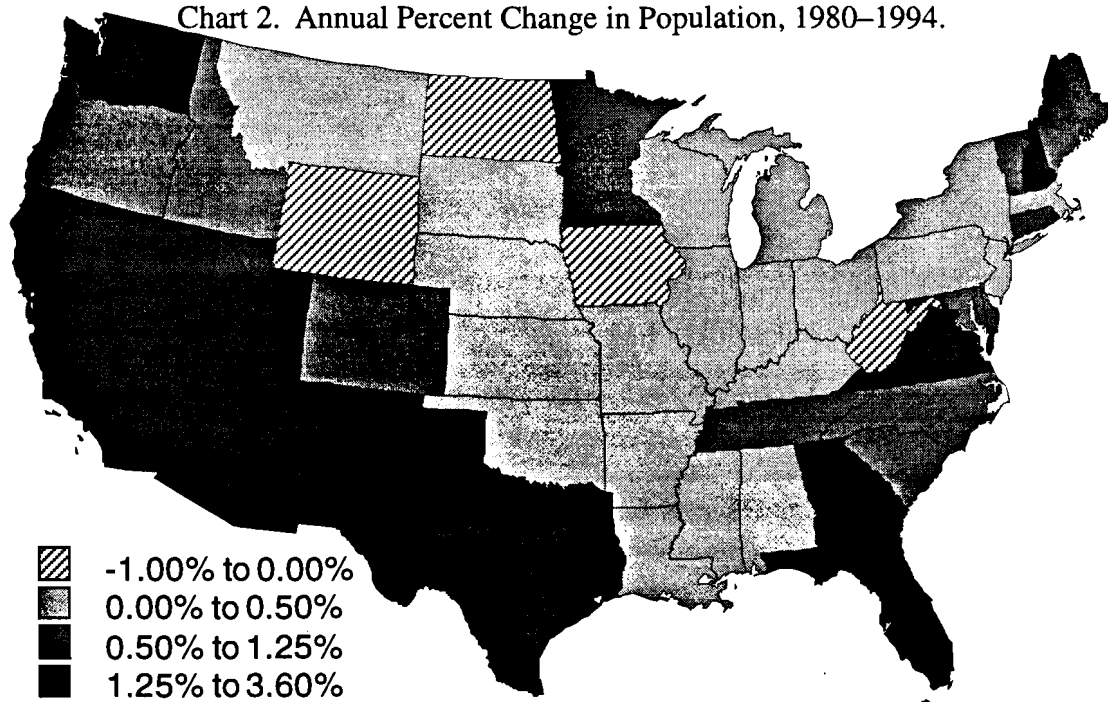 Chart 2. Annual Percent Change in Population, 1980–1994.
-1.00% to 0.00%
0.00% to 0.50%
0.50% to 1.25%
1.25% to 3.60%